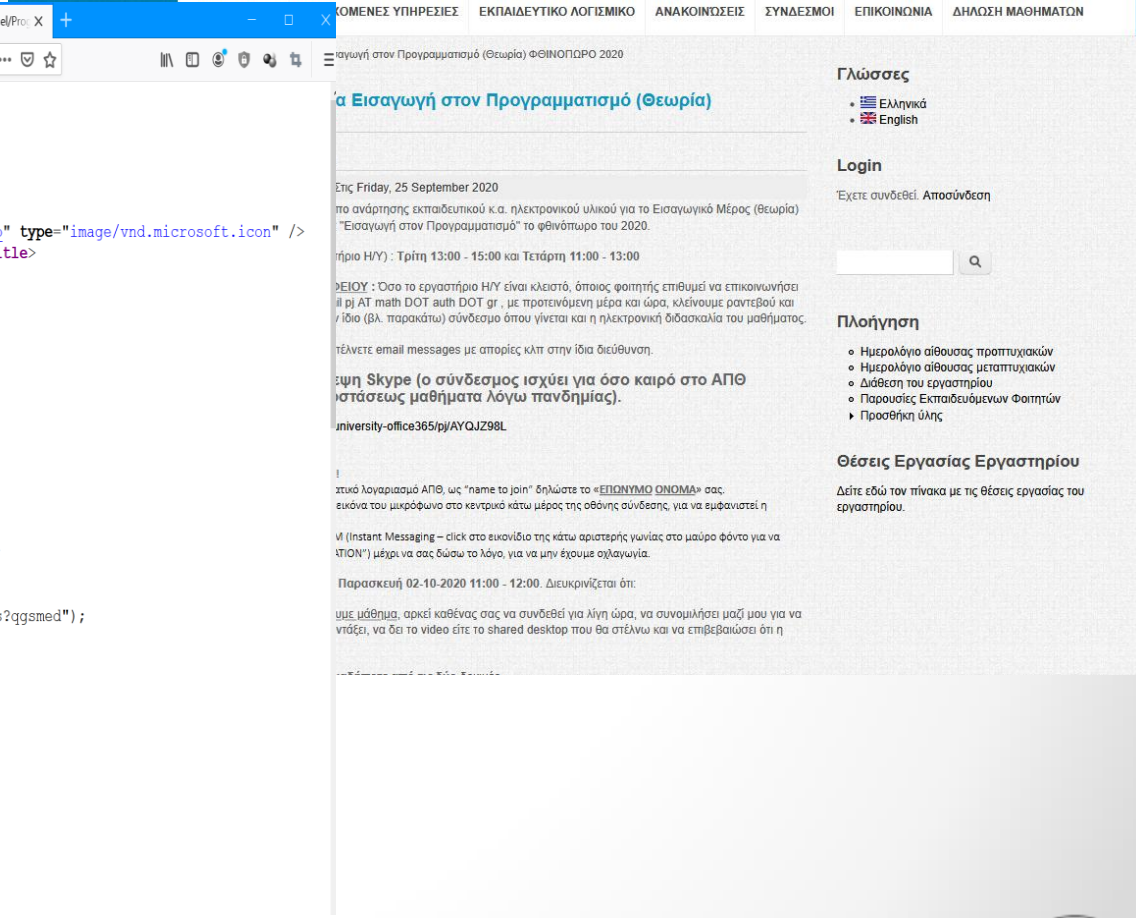 el/Prog X +
" type="image/vnd.microsoft.icon" />
itle>
s?qgsmed");
ΚΟΜΕΝΕΣ ΥΠΗΡΕΣΙΕΣ ΕΚΠΑΙΔΕΥΤΙΚΟ ΛΟΓΙΣΜΙΚΟ ΑΝΑΚΟΙΝΏΣΕΙΣ ΣΥΝΔΕΣΜΟΙ ΕΠΙΚΟΙΝΩΝΙΑ ΔΗΛΩΣΗ ΜΑΘΗΜΑΤΩΝ
αγωγή στον Προγραμματισμό (Θεωρία) ΦΘΙΝΟΠΩΡΟ 2020
α Εισαγωγή στον Προγραμματισμό (Θεωρία)
Στις Friday, 25 September 2020
πο ανάρτησης εκπαιδευτικού κ.α. ηλεκτρονικού υλικού για το Εισαγωγικό Μέρος (θεωρία)
"Εισαγωγή στον Προγραμματισμό" το φθινόπωρο του 2020.
τήριο Η/Υ) : Τρίτη 13:00 - 15:00 και Τετάρτη 11:00 - 13:00
ΦΕΙΟΥ : Όσο το εργαστήριο Η/Υ είναι κλειστό, όποιος φοιτητής επιθυμεί να επικοινωνήσει
il pj AT math DOT auth DOT gr , με προτεινόμενη μέρα και ώρα, κλείνουμε ραντεβού και
ν ίδιο (βλ. παρακάτω) σύνδεσμο όπου γίνεται και η ηλεκτρονική διδασκαλία του μαθήματος.
τέλνετε email messages με απορίες κλπ στην ίδια διεύθυνση.
εψη Skype (ο σύνδεσμος ισχύει για όσο καιρό στο ΑΠΘ
οστάσεως μαθήματα λόγω πανδημίας).
university-office365/pj/AYQJZ98L
!
ατικό λογαριασμό ΑΠΘ, ως "name to join" δηλώστε το «ΕΠΩΝΥΜΟ ΟΝΟΜΑ» σας.
εικόνα του μικρόφωνο στο κεντρικό κάτω μέρος της οθόνης σύνδεσης, για να εμφανιστεί η
Μ (Instant Messaging – click στο εικονίδιο της κάτω αριστερής γωνίας στο μαύρο φόντο για να
ATION") μέχρι να σας δώσω το λόγο, για να μην έχουμε οχλαγωγία.
Παρασκευή 02-10-2020 11:00 - 12:00. Διευκρινίζεται ότι:
υμε μάθημα, αρκεί καθένας σας να συνδεθεί για λίγη ώρα, να συνομιλήσει μαζί μου για να
ντάξει, να δει το video είτε το shared desktop που θα στέλνω και να επιβεβαιώσει ότι η
Γλώσσες
Ελληνικά
English
Login
Έχετε συνδεθεί. Αποσύνδεση
Πλοήγηση
Ημερολόγιο αίθουσας προπτυχιακών
Ημερολόγιο αίθουσας μεταπτυχιακών
Διάθεση του εργαστηρίου
Παρουσίες Εκπαιδευόμενων Φοιτητών
Προσθήκη ύλης
Θέσεις Εργασίας Εργαστηρίου
Δείτε εδώ τον πίνακα με τις θέσεις εργασίας του
εργαστηρίου.